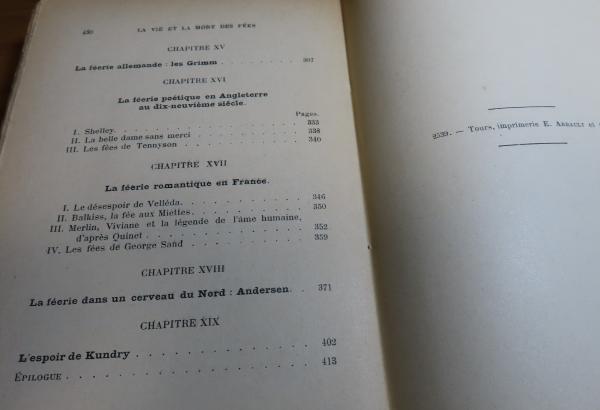 430 LA VIE ET LA MORT DES FÉES
CHAPITRE XV
La féerie allemande : les Grimm . . . . . . . 307
CHAPITRE XVI
La féerie poétique en Angleterre
au dix-neuvième siècle.
Pages.
I. Shelley. . . . . . . . . . . . . . 333
II. La belle dame sans merci . . . . . . . . 338
III. Les fées de Tennyson . . . . . . . . . 340
CHAPITRE XVII
La féerie romantique en France.
I. Le désespoir de Velléda. . . . . . . . . 346
II. Balkiss, la fée aux Miettes. . . . . . . . 350
III. Merlin, Viviane et la légende de l'âme humaine,
d'après Quinet . . . . . . . . . . 352
IV. Les fées de George Sand . . . . . . . . 359
CHAPITRE XVIII
La féerie dans un cerveau du Nord : Andersen. . . 371
CHAPITRE XIX
L'espoir de Kundry . . . . . . . . . . 402
ÉPILOGUE . . . . . . . . . . . . . 413
2539. — Tours, imprimerie E. ARRAULT et